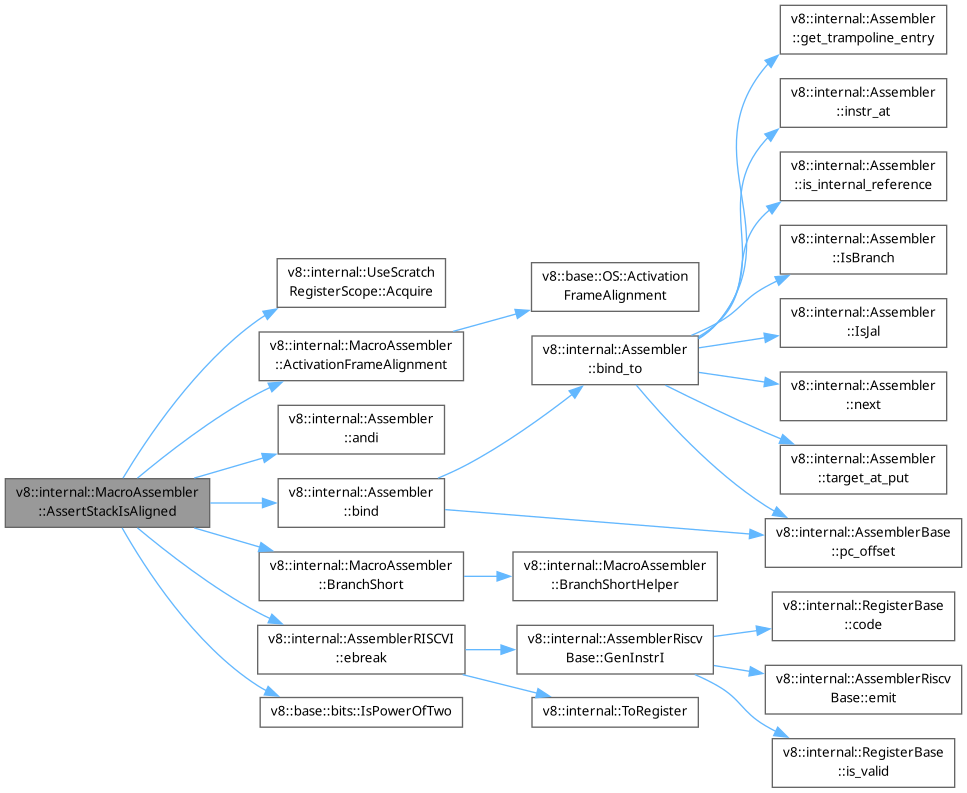 v8::internal::MacroAssembler
::AssertStackIsAligned
v8::internal::UseScratch
RegisterScope::Acquire
v8::internal::MacroAssembler
::ActivationFrameAlignment
v8::internal::Assembler
::andi
v8::internal::Assembler
::bind
v8::internal::MacroAssembler
::BranchShort
v8::internal::AssemblerRISCVI
::ebreak
v8::base::bits::IsPowerOfTwo
v8::base::OS::Activation
FrameAlignment
v8::internal::Assembler
::bind_to
v8::internal::MacroAssembler
::BranchShortHelper
v8::internal::AssemblerRiscv
Base::GenInstrI
v8::internal::ToRegister
v8::internal::Assembler
::get_trampoline_entry
v8::internal::Assembler
::instr_at
v8::internal::Assembler
::is_internal_reference
v8::internal::Assembler
::IsBranch
v8::internal::Assembler
::IsJal
v8::internal::Assembler
::next
v8::internal::Assembler
::target_at_put
v8::internal::AssemblerBase
::pc_offset
v8::internal::RegisterBase
::code
v8::internal::AssemblerRiscv
Base::emit
v8::internal::RegisterBase
::is_valid